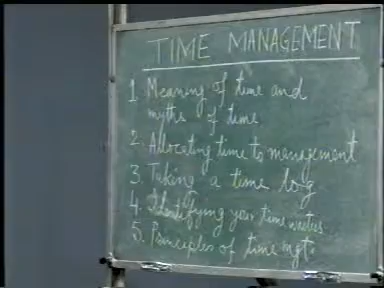 TIME MANAGEMENT
1. Meaning of time and
myths of time
2. Allocating time to management
3. Taking a time log
4. Identifying your time wasters
5. Principles of time mgt.